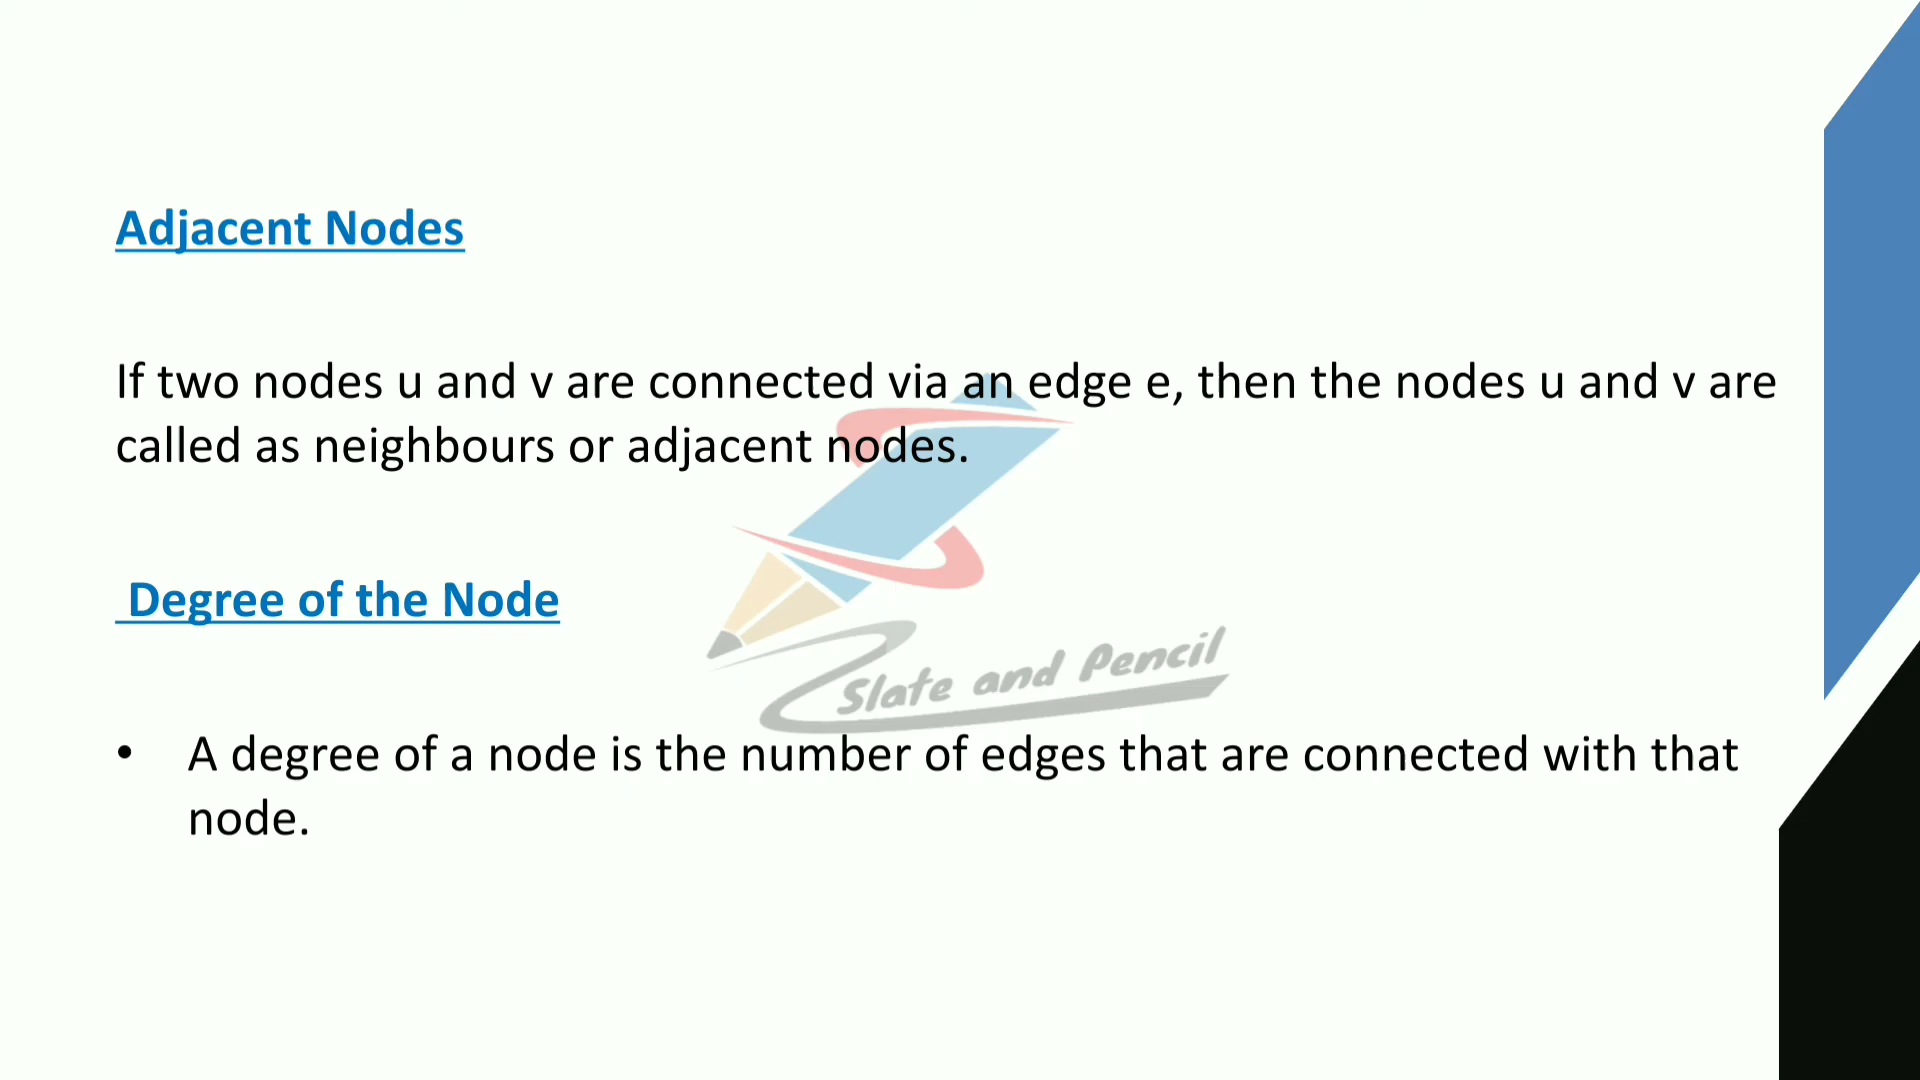 Adjacent Nodes
If two nodes u and v are connected via an edge e, then the nodes u and v are
called as neighbours or adjacent nodes.
Degree of the Node
Slate and Pencil
• A degree of a node is the number of edges that are connected with that
node.